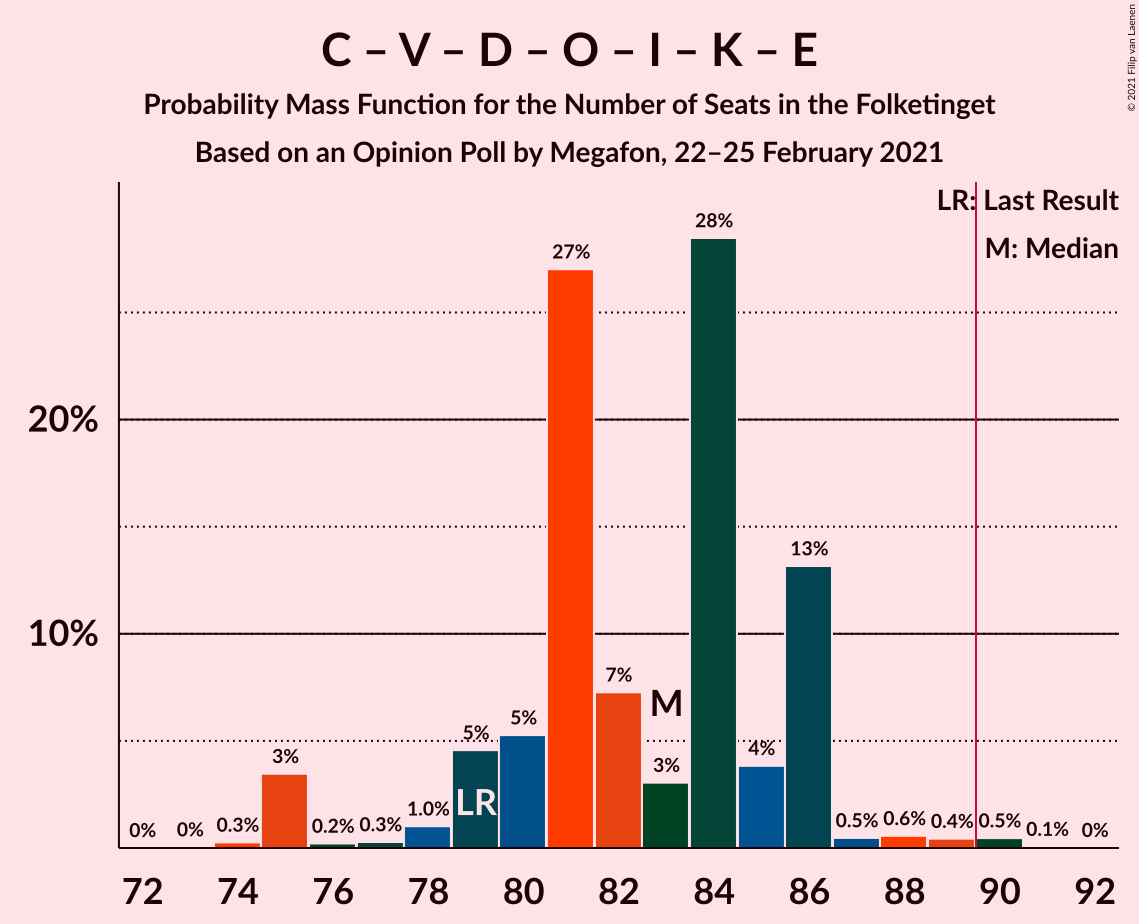 C – V – D – O – I – K – E
Probability Mass Function for the Number of Seats in the Folketinget
Based on an Opinion Poll by Megafon, 22–25 February 2021
© 2021 Filip van Laenen
LR: Last Result
M: Median
20%
10%
0%
0%
0.3%
3%
0.2%
0.3%
1.0%
5%
LR
5%
27%
7%
M
3%
28%
4%
13%
0.5%
0.6%
0.4%
0.5%
0.1%
0%
72 74 76 78 80 82 84 86 88 90 92